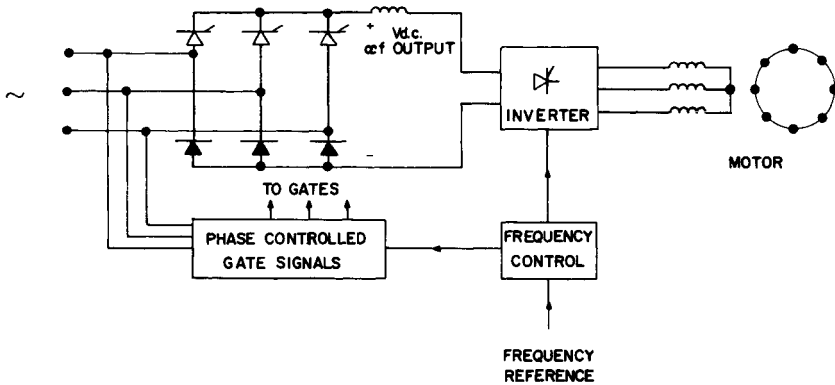 + Vd.c.
∝f OUTPUT
−
~
INVERTER
MOTOR
TO GATES
PHASE CONTROLLED
GATE SIGNALS
FREQUENCY
CONTROL
FREQUENCY
REFERENCE